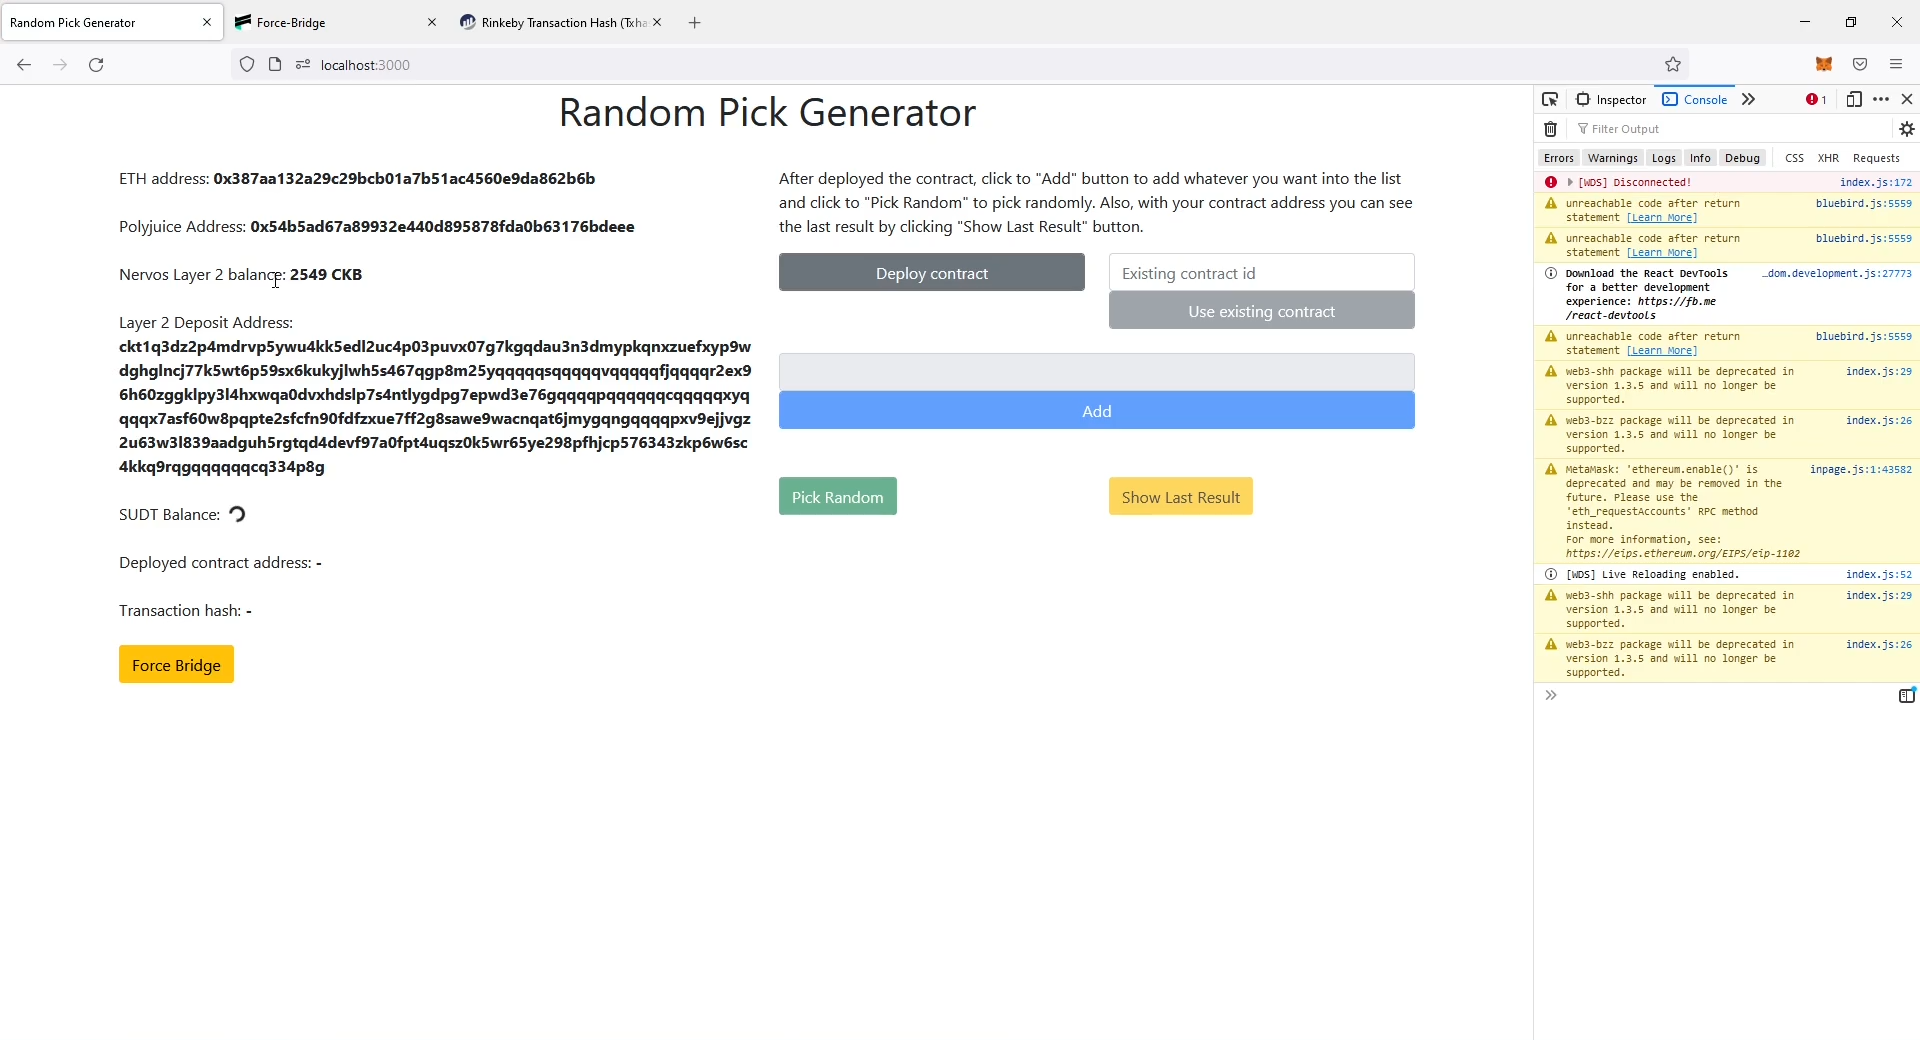 Random Pick Generator
Force-Bridge
Rinkeby Transaction Hash (Txha
localhost:3000
Random Pick Generator
ETH address: 0x387aa132a29c29bcb01a7b51ac4560e9da862b6b
Polyjuice Address: 0x54b5ad67a89932e440d895878fda0b63176bdeee
Nervos Layer 2 balance: 2549 CKB
Layer 2 Deposit Address:
ckt1q3dz2p4mdrvp5ywu4kk5edl2uc4p03puvx07g7kgqdau3n3dmypkqnxzuefxyp9w
dghglncj77k5wt6p59sx6kukyjlwh5s467qgp8m25yqqqqqsqqqqqvqqqqqfjqqqqr2ex9
6h60zggklpy3l4hxwqa0dvxhdslp7s4ntlygdpg7epwd3e76gqqqqpqqqqqcqqqqqxyq
qqqx7asf60w8pqpte2sfcfn90fdfzxue7ff2g8sawe9wacnqat6jmygqngqqqqpxv9ejjvgz
2u63w3l839aadguh5rgtqd4devf97a0fpt4uqsz0k5wr65ye298pfhjcp576343zkp6w6sc
4kkq9rqgqqqqqqcq334p8g
SUDT Balance:
Deployed contract address: -
Transaction hash: -
Force Bridge
After deployed the contract, click to "Add" button to add whatever you want into the list
and click to "Pick Random" to pick randomly. Also, with your contract address you can see
the last result by clicking "Show Last Result" button.
Deploy contract
Existing contract id
Use existing contract
Add
Pick Random
Show Last Result
Inspector
Console
1
Filter Output
Errors Warnings Logs Info Debug CSS XHR Requests
[WDS] Disconnected! index.js:172
unreachable code after return bluebird.js:5559
statement [Learn More]
unreachable code after return bluebird.js:5559
statement [Learn More]
Download the React DevTools …dom.development.js:27773
for a better development
experience: https://fb.me
/react-devtools
unreachable code after return bluebird.js:5559
statement [Learn More]
web3-shh package will be deprecated in index.js:29
version 1.3.5 and will no longer be
supported.
web3-bzz package will be deprecated in index.js:26
version 1.3.5 and will no longer be
supported.
MetaMask: 'ethereum.enable()' is inpage.js:1:43582
deprecated and may be removed in the
future. Please use the
'eth_requestAccounts' RPC method
instead.
For more information, see:
https://eips.ethereum.org/EIPS/eip-1102
[WDS] Live Reloading enabled. index.js:52
web3-shh package will be deprecated in index.js:29
version 1.3.5 and will no longer be
supported.
web3-bzz package will be deprecated in index.js:26
version 1.3.5 and will no longer be
supported.